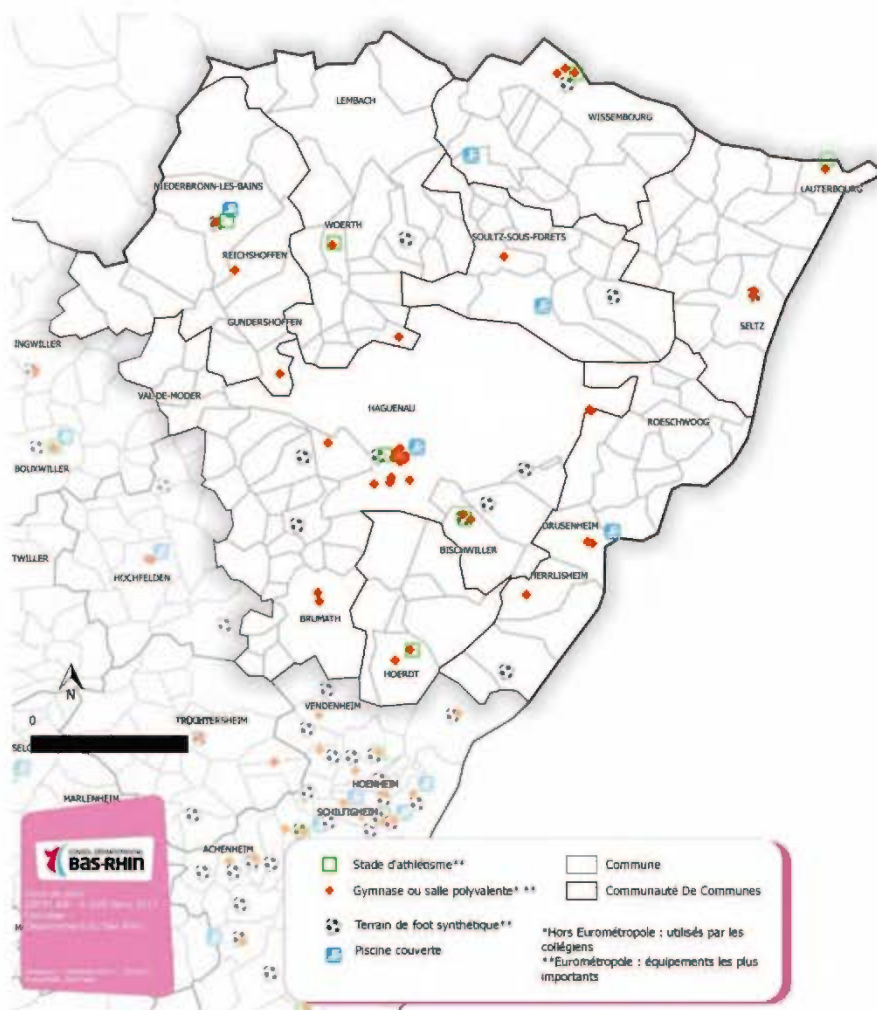 LEMBACH
WISSEMBOURG
LAUTERBOURG
NIEDERBRONN-LES-BAINS
WOERTH
SOULTZ-SOUS-FORETS
REICHSHOFFEN
SELTZ
GUNDERSHOFFEN
INGWILLER
VAL-DE-MODER
HAGUENAU
ROESCHWOOG
BOUXWILLER
DRUSENHEIM
BISCHWILLER
TWILLER
HOCHFELDEN
HERRLISHEIM
BRUMATH
HOERDT
N
VENDENHEIM
0
HOENHEIM
MARLENHEIM
SCHILTIGHEIM
ACHENHEIM
CONSEIL DÉPARTEMENTAL
BAS-RHIN
Stade d'athlétisme**
Gymnase ou salle polyvalente* **
Terrain de foot synthétique**
Piscine couverte
Commune
Communauté De Communes
*Hors Eurométropole : utilisés par les
collégiens
**Eurométropole : équipements les plus
importants